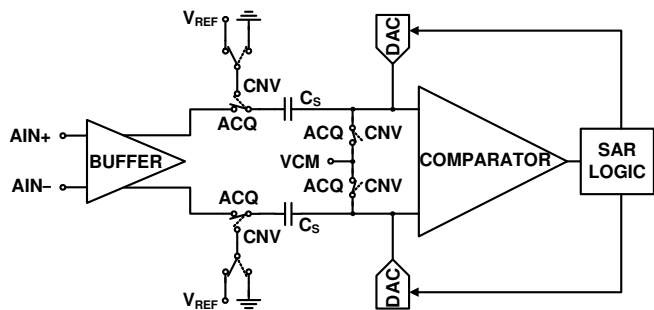 VREF
DAC
CNV
CS
ACQ
AIN+
BUFFER
ACQ CNV
COMPARATOR
SAR
LOGIC
VCM
AIN−
ACQ
ACQ CNV
CS
CNV
DAC
VREF